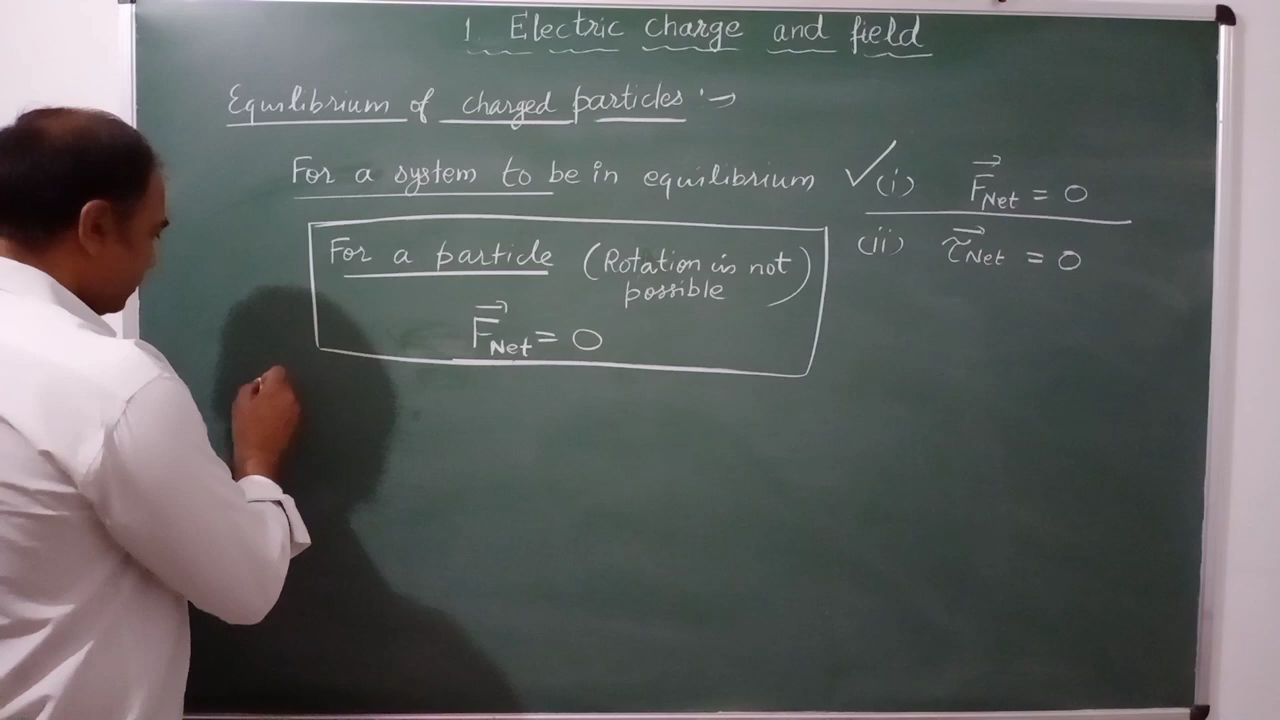 1. Electric charge and field
Equilibrium of charged particles :→
For a system to be in equilibrium ✓ (i) F⃗Net = 0
(ii) τ⃗Net = 0
For a particle (Rotation is not possible)
F⃗Net = 0